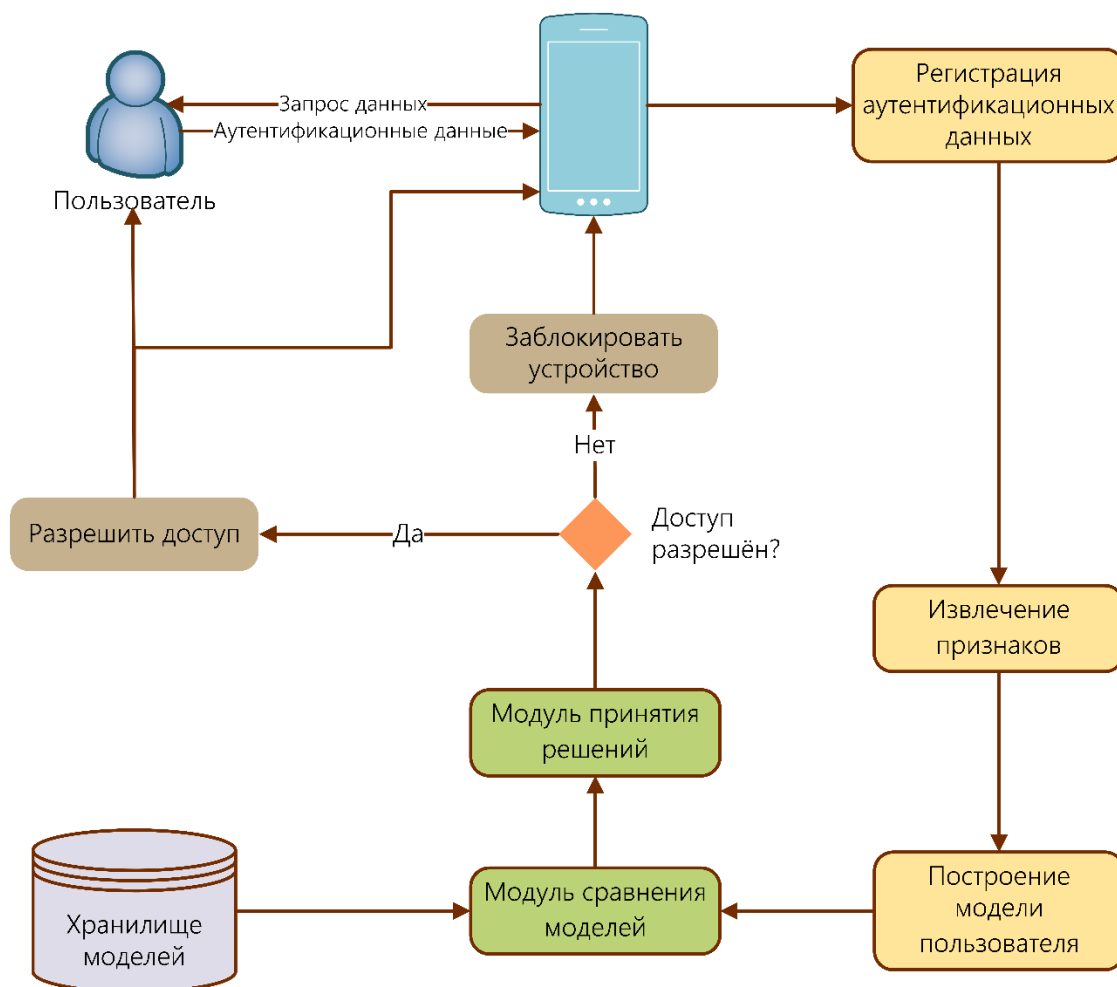 Регистрация
аутентификационных
данных
Запрос данных
Аутентификационные данные
Пользователь
Заблокировать
устройство
Нет
Разрешить доступ
Да
Доступ
разрешён?
Извлечение
признаков
Модуль принятия
решений
Хранилище
моделей
Модуль сравнения
моделей
Построение
модели
пользователя